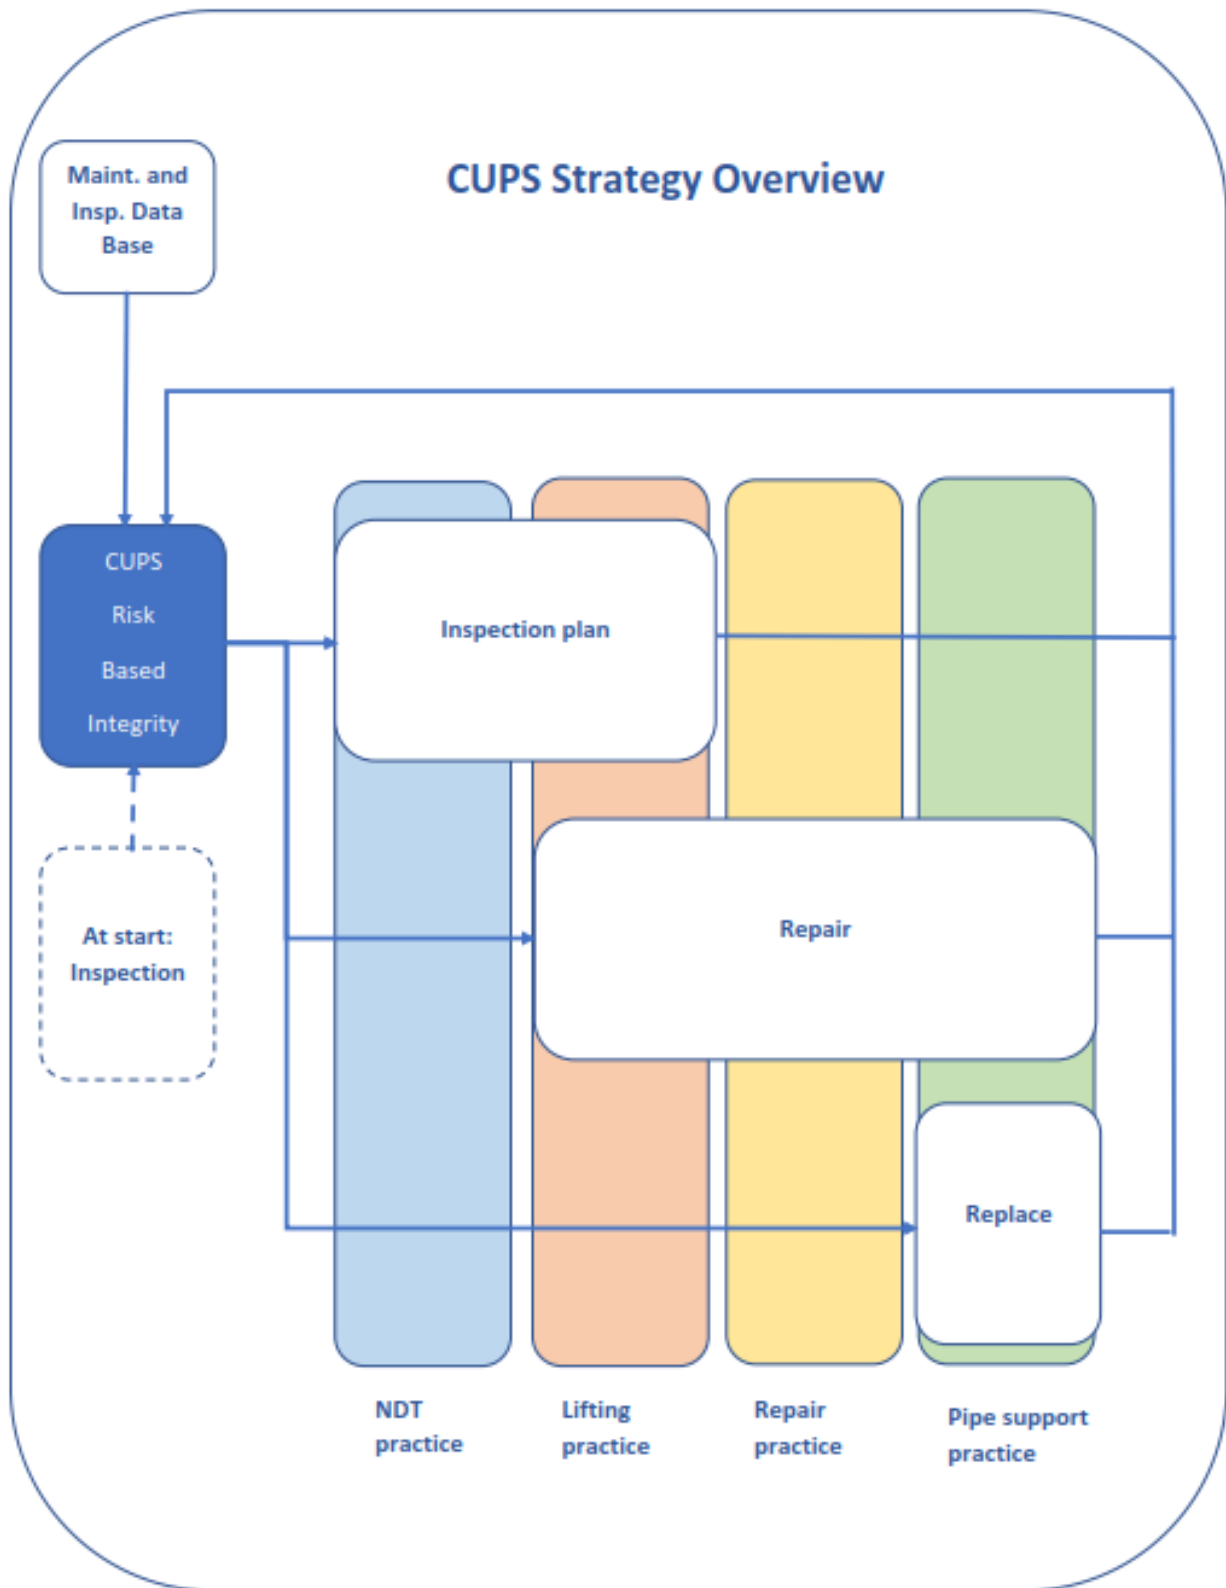 CUPS Strategy Overview
Maint. and
Insp. Data
Base
CUPS
Risk
Based
Integrity
At start:
Inspection
Inspection plan
Repair
Replace
NDT
practice
Lifting
practice
Repair
practice
Pipe support
practice